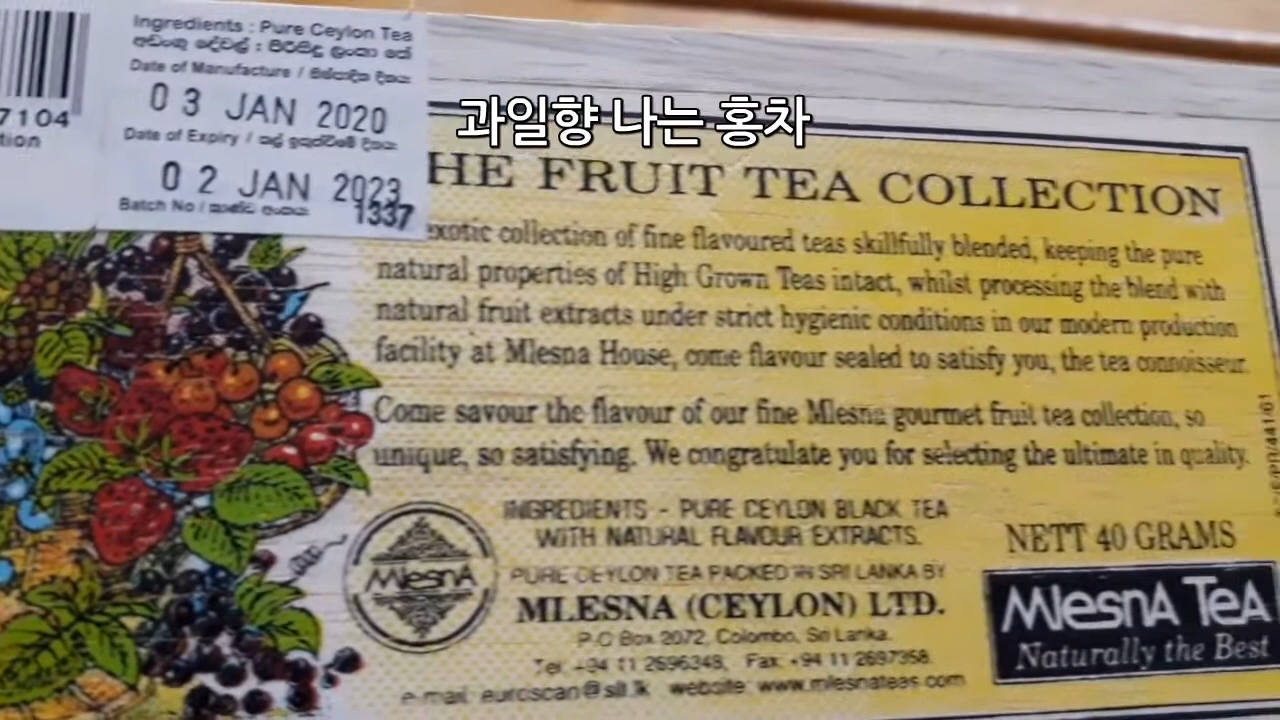 Ingredients : Pure Ceylon Tea
අඩංගු දේවල් : පිරිසිදු ලංකා තේ
Date of Manufacture / නිෂ්පාදිත දිනය:
03 JAN 2020
Date of Expiry / කල් ඉකුත්වීමේ දිනය:
02 JAN 2023
Batch No / කාණ්ඩ අංකය:
1337
7104
tion
과일향 나는 홍차
HE FRUIT TEA COLLECTION
exotic collection of fine flavoured teas skillfully blended, keeping the pure
natural properties of High Grown Teas intact, whilst processing the blend with
natural fruit extracts under strict hygienic conditions in our modern production
facility at Mlesna House, come flavour sealed to satisfy you, the tea connoisseur.
Come savour the flavour of our fine Mlesna gourmet fruit tea collection, so
unique, so satisfying. We congratulate you for selecting the ultimate in quality.
INGREDIENTS - PURE CEYLON BLACK TEA
WITH NATURAL FLAVOUR EXTRACTS.
PURE CEYLON TEA PACKED IN SRI LANKA BY
MLESNA (CEYLON) LTD.
P.O Box 2072, Colombo, Sri Lanka.
Tel: +94 11 2696348, Fax: +94 11 2697358
e-mail: euroscan@slt.lk website: www.mlesnateas.com
MlesnA
NETT 40 GRAMS
MlesnA TeA
Naturally the Best